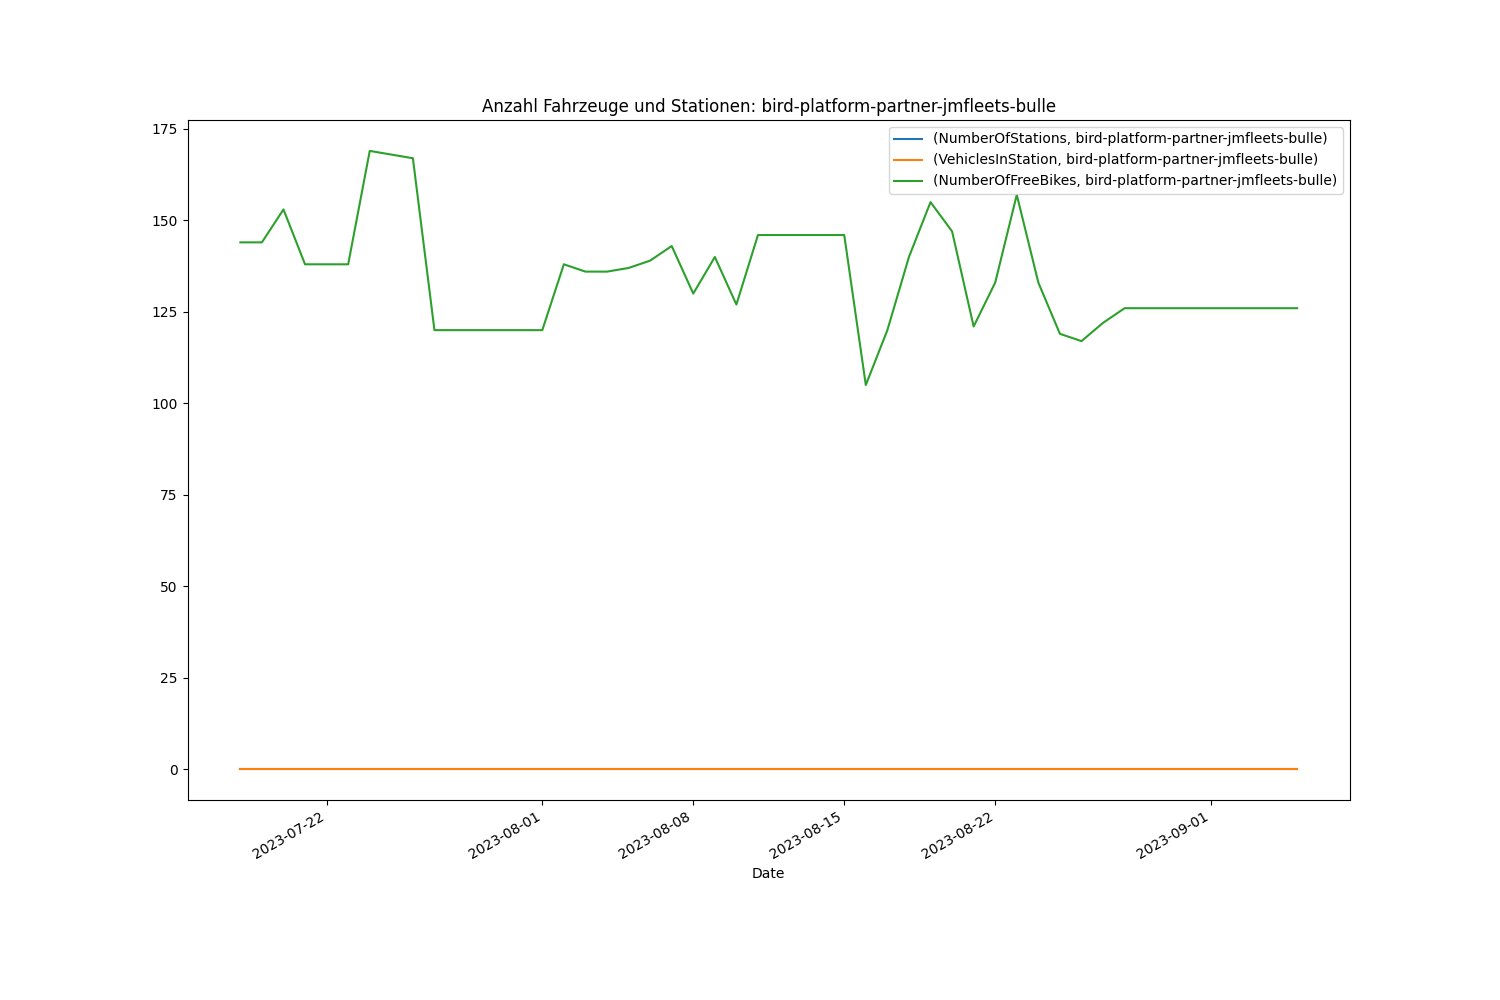 Anzahl Fahrzeuge und Stationen: bird-platform-partner-jmfleets-bulle
175
150
125
100
75
50
25
0
(NumberOfStations, bird-platform-partner-jmfleets-bulle)
(VehiclesInStation, bird-platform-partner-jmfleets-bulle)
(NumberOfFreeBikes, bird-platform-partner-jmfleets-bulle)
2023-07-22
2023-08-01
2023-08-08
2023-08-15
2023-08-22
2023-09-01
Date